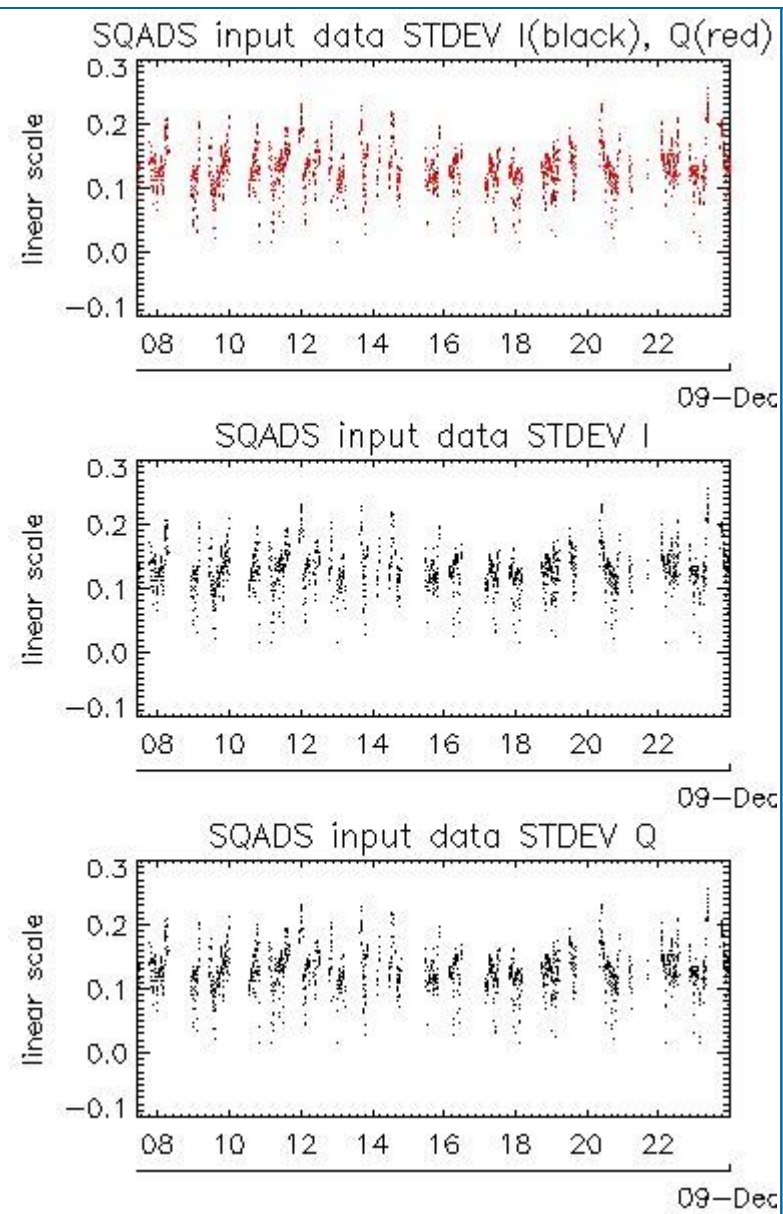 SQADS input data STDEV I(black), Q(red)
0.3
0.2
0.1
0.0
−0.1
linear scale
08 10 12 14 16 18 20 22
09−Dec
SQADS input data STDEV I
0.3
0.2
0.1
0.0
−0.1
linear scale
08 10 12 14 16 18 20 22
09−Dec
SQADS input data STDEV Q
0.3
0.2
0.1
0.0
−0.1
linear scale
08 10 12 14 16 18 20 22
09−Dec